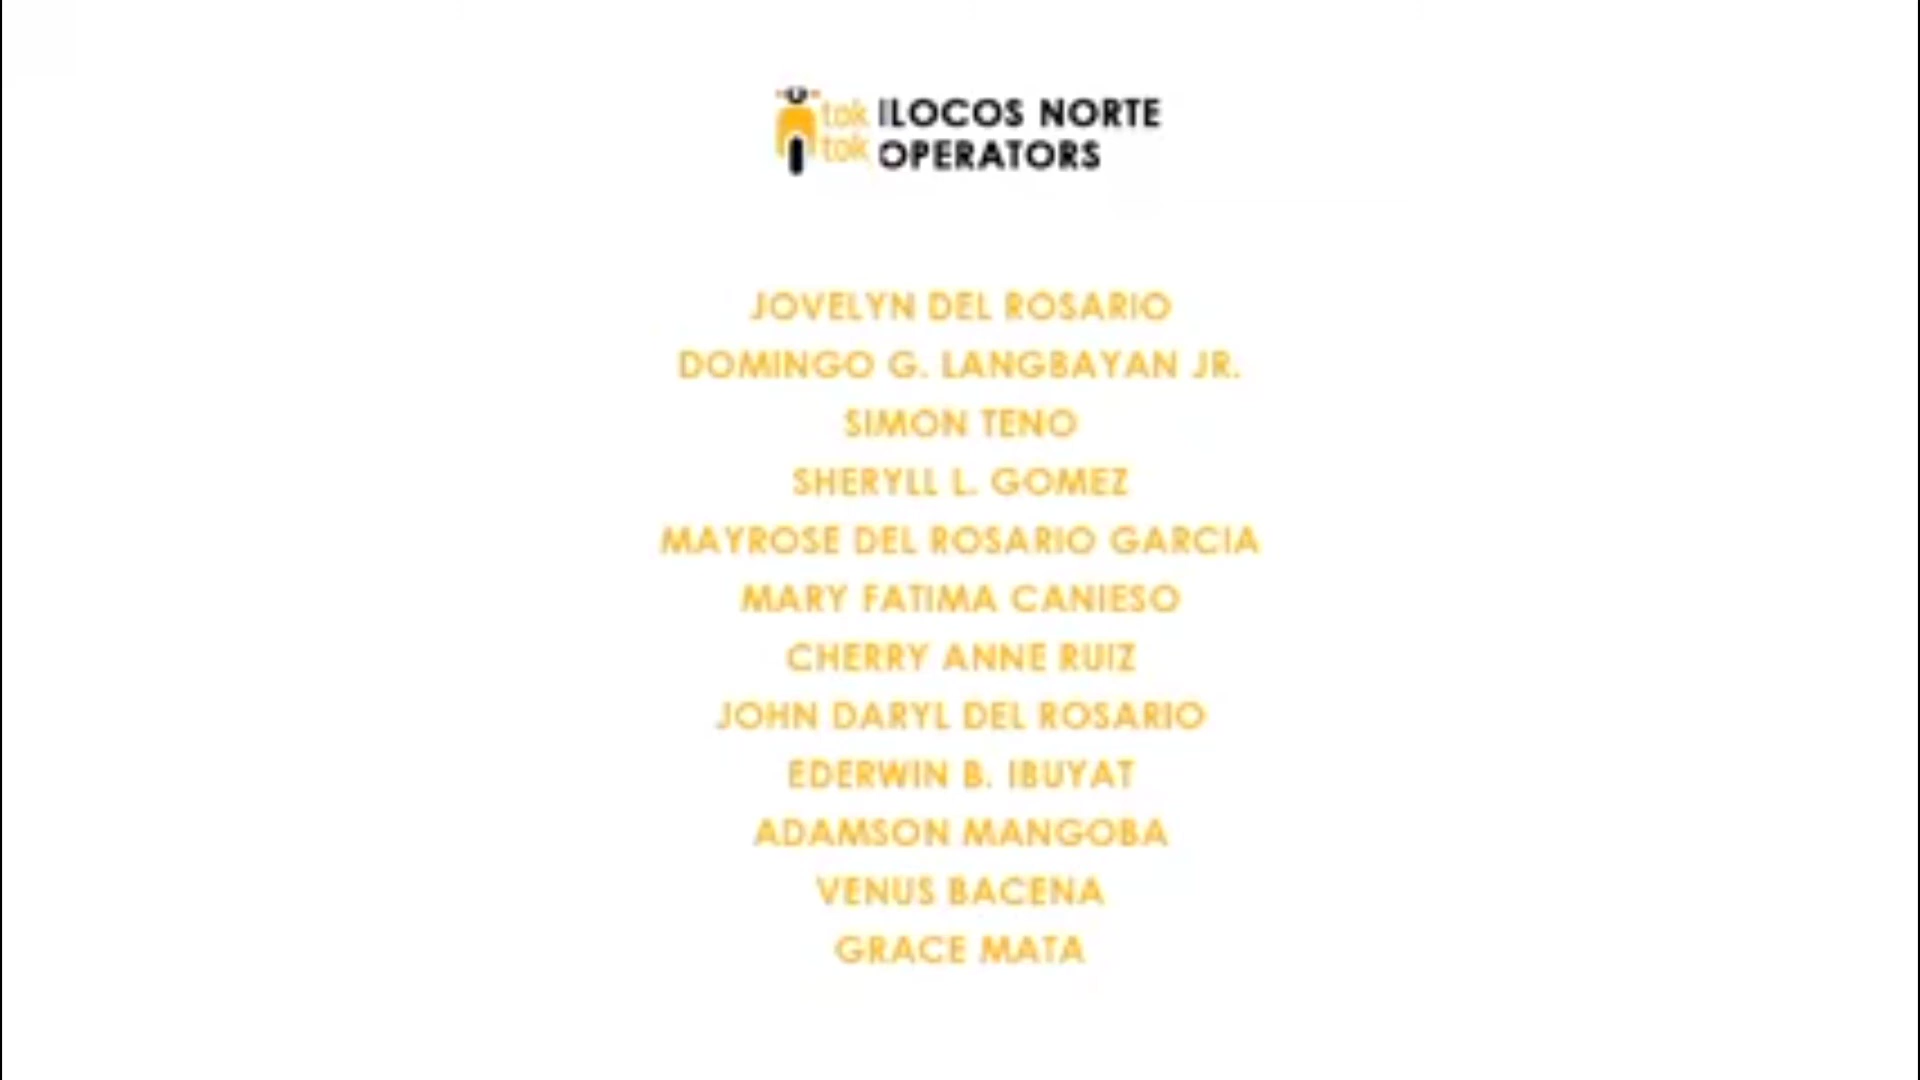 tok ILOCOS NORTE
tok OPERATORS
JOVELYN DEL ROSARIO
DOMINGO G. LANGBAYAN JR.
SIMON TENO
SHERYLL L. GOMEZ
MAYROSE DEL ROSARIO GARCIA
MARY FATIMA CANIESO
CHERRY ANNE RUIZ
JOHN DARYL DEL ROSARIO
EDERWIN B. IBUYAT
ADAMSON MANGOBA
VENUS BACENA
GRACE MATA